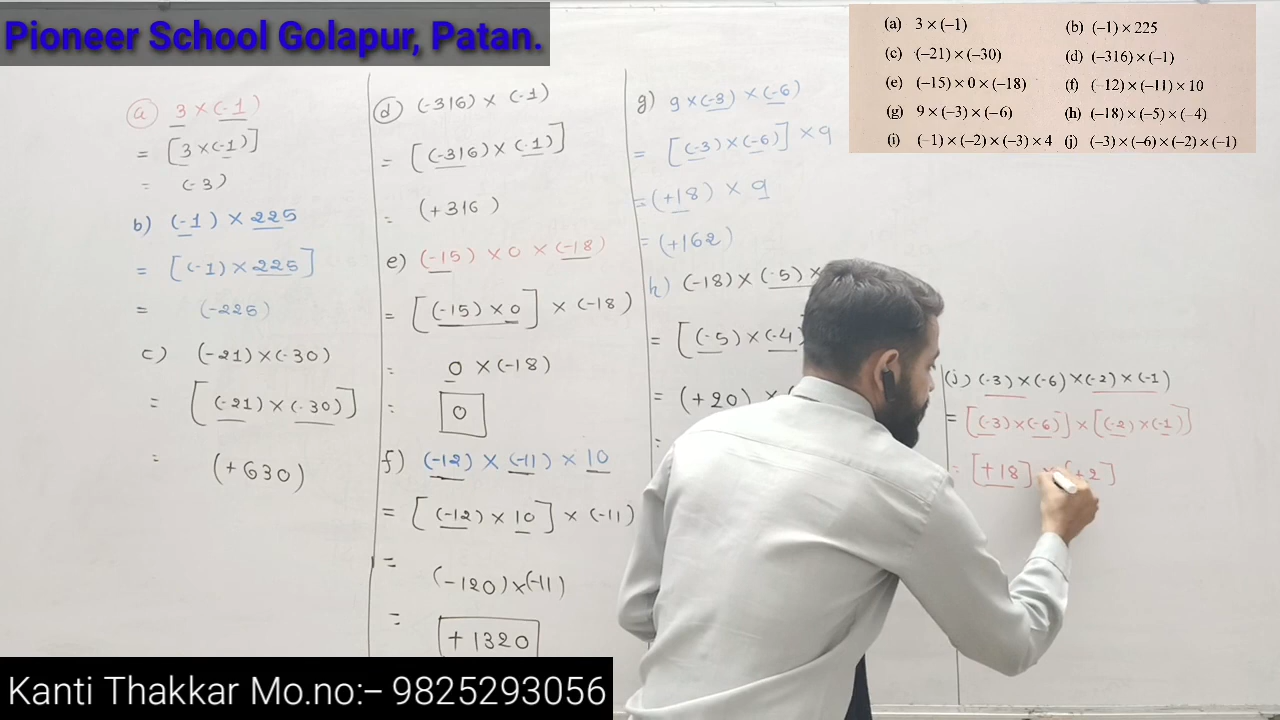 Pioneer School Golapur, Patan.
(a) 3×(−1) (b) (−1)×225
(c) (−21)×(−30) (d) (−316)×(−1)
(e) (−15)×0×(−18) (f) (−12)×(−11)×10
(g) 9×(−3)×(−6) (h) (−18)×(−5)×(−4)
(i) (−1)×(−2)×(−3)×4 (j) (−3)×(−6)×(−2)×(−1)
a 3×(-1)
= [3×(-1)]
= (-3)
b) (-1)×225
= [(-1)×225]
= (-225)
c) (-21)×(-30)
= [(-21)×(-30)]
= (+630)
d) (-316)×(-1)
= [(-316)×(-1)]
= (+316)
e) (-15)×0×(-18)
= [(-15)×0]×(-18)
= 0×(-18)
= 0
f) (-12)×(-11)×10
= [(-12)×10]×(-11)
= (-120)×(-11)
= +1320
g) 9×(-3)×(-6)
= [(-3)×(-6)]×9
= (+18)×9
= (+162)
h) (-18)×(-5)×
= [(-5)×(-4)
= (+20)×
=
(j) (-3)×(-6)×(-2)×(-1)
= [(-3)×(-6)]×[(-2)×(-1)]
= [+18]×[+2]
Kanti Thakkar Mo.no:– 9825293056